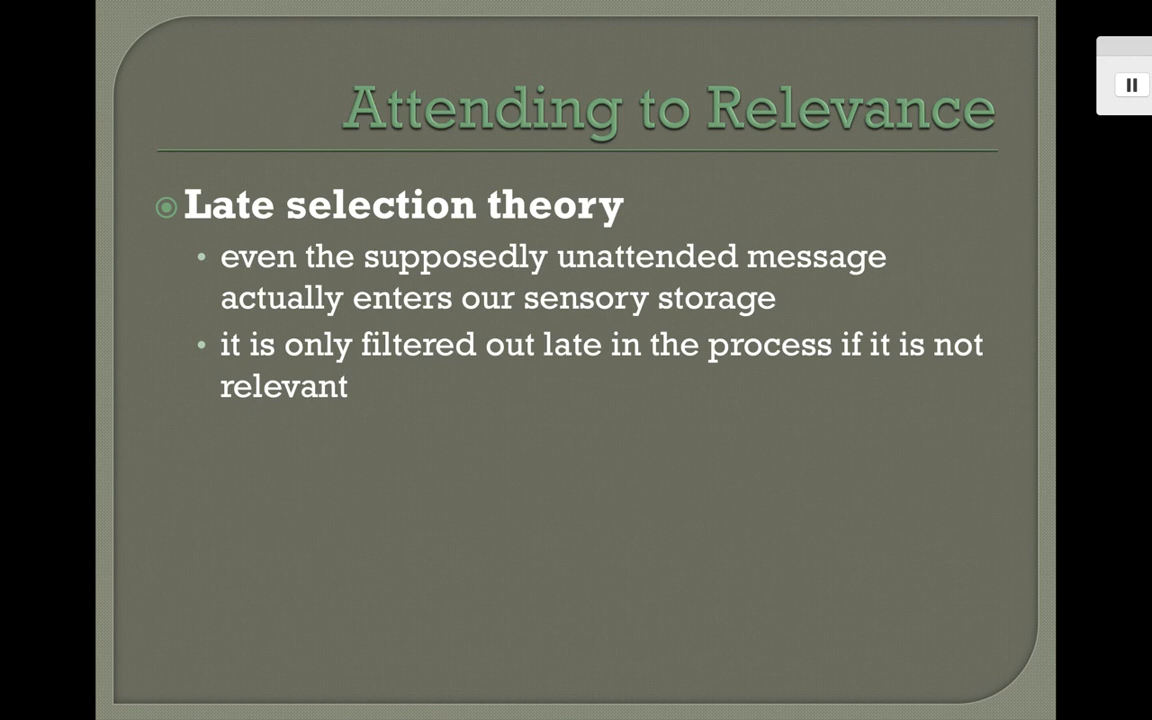 Attending to Relevance
Late selection theory
• even the supposedly unattended message
actually enters our sensory storage
• it is only filtered out late in the process if it is not
relevant